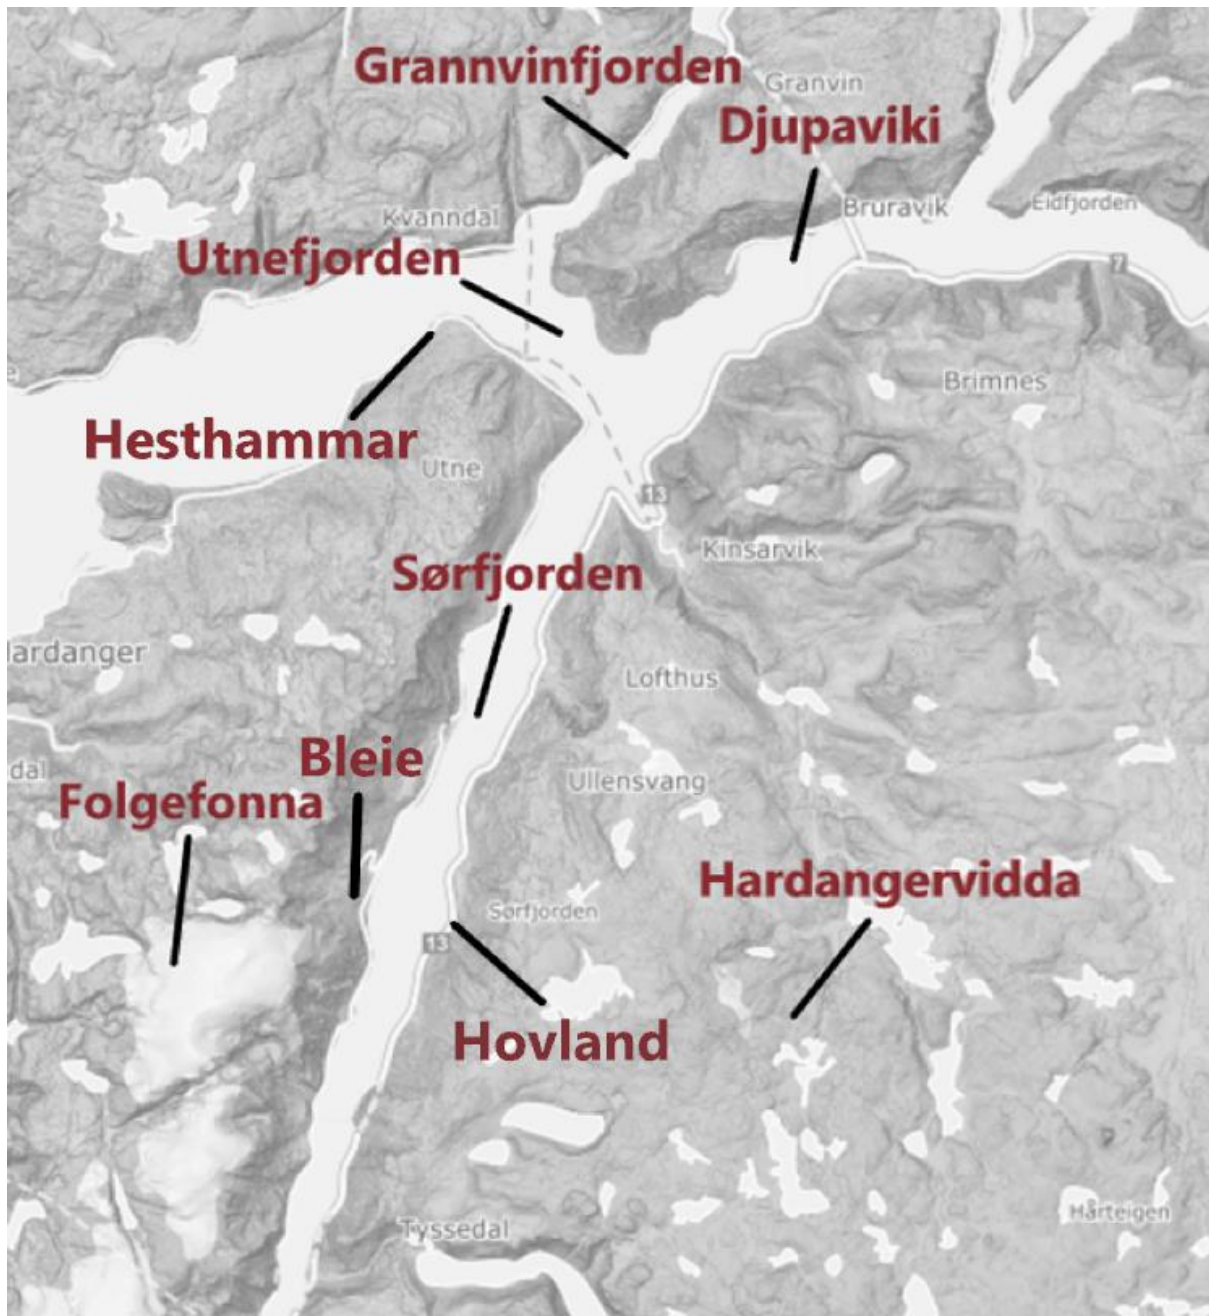 Grannvinfjorden
Granvin
Djupaviki
Bruravik
Eidfjorden
Kvanndal
Utnefjorden
7
Brimnes
Hesthammar
Utne
13
Kinsarvik
Sørfjorden
ardanger
Lofthus
Bleie
dal
Ullensvang
Folgefonna
Hardangervidda
Sørfjorden
13
Hovland
Hårteigen
Tyssedal